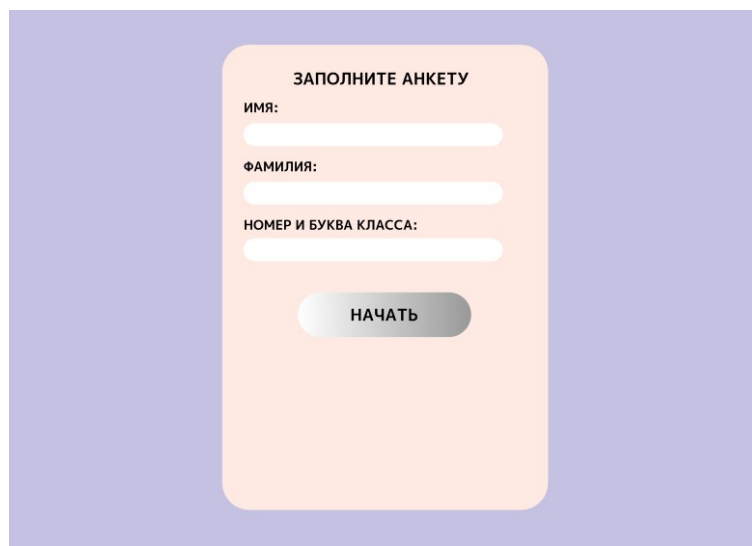 ЗАПОЛНИТЕ АНКЕТУ
ИМЯ:
ФАМИЛИЯ:
НОМЕР И БУКВА КЛАССА:
НАЧАТЬ